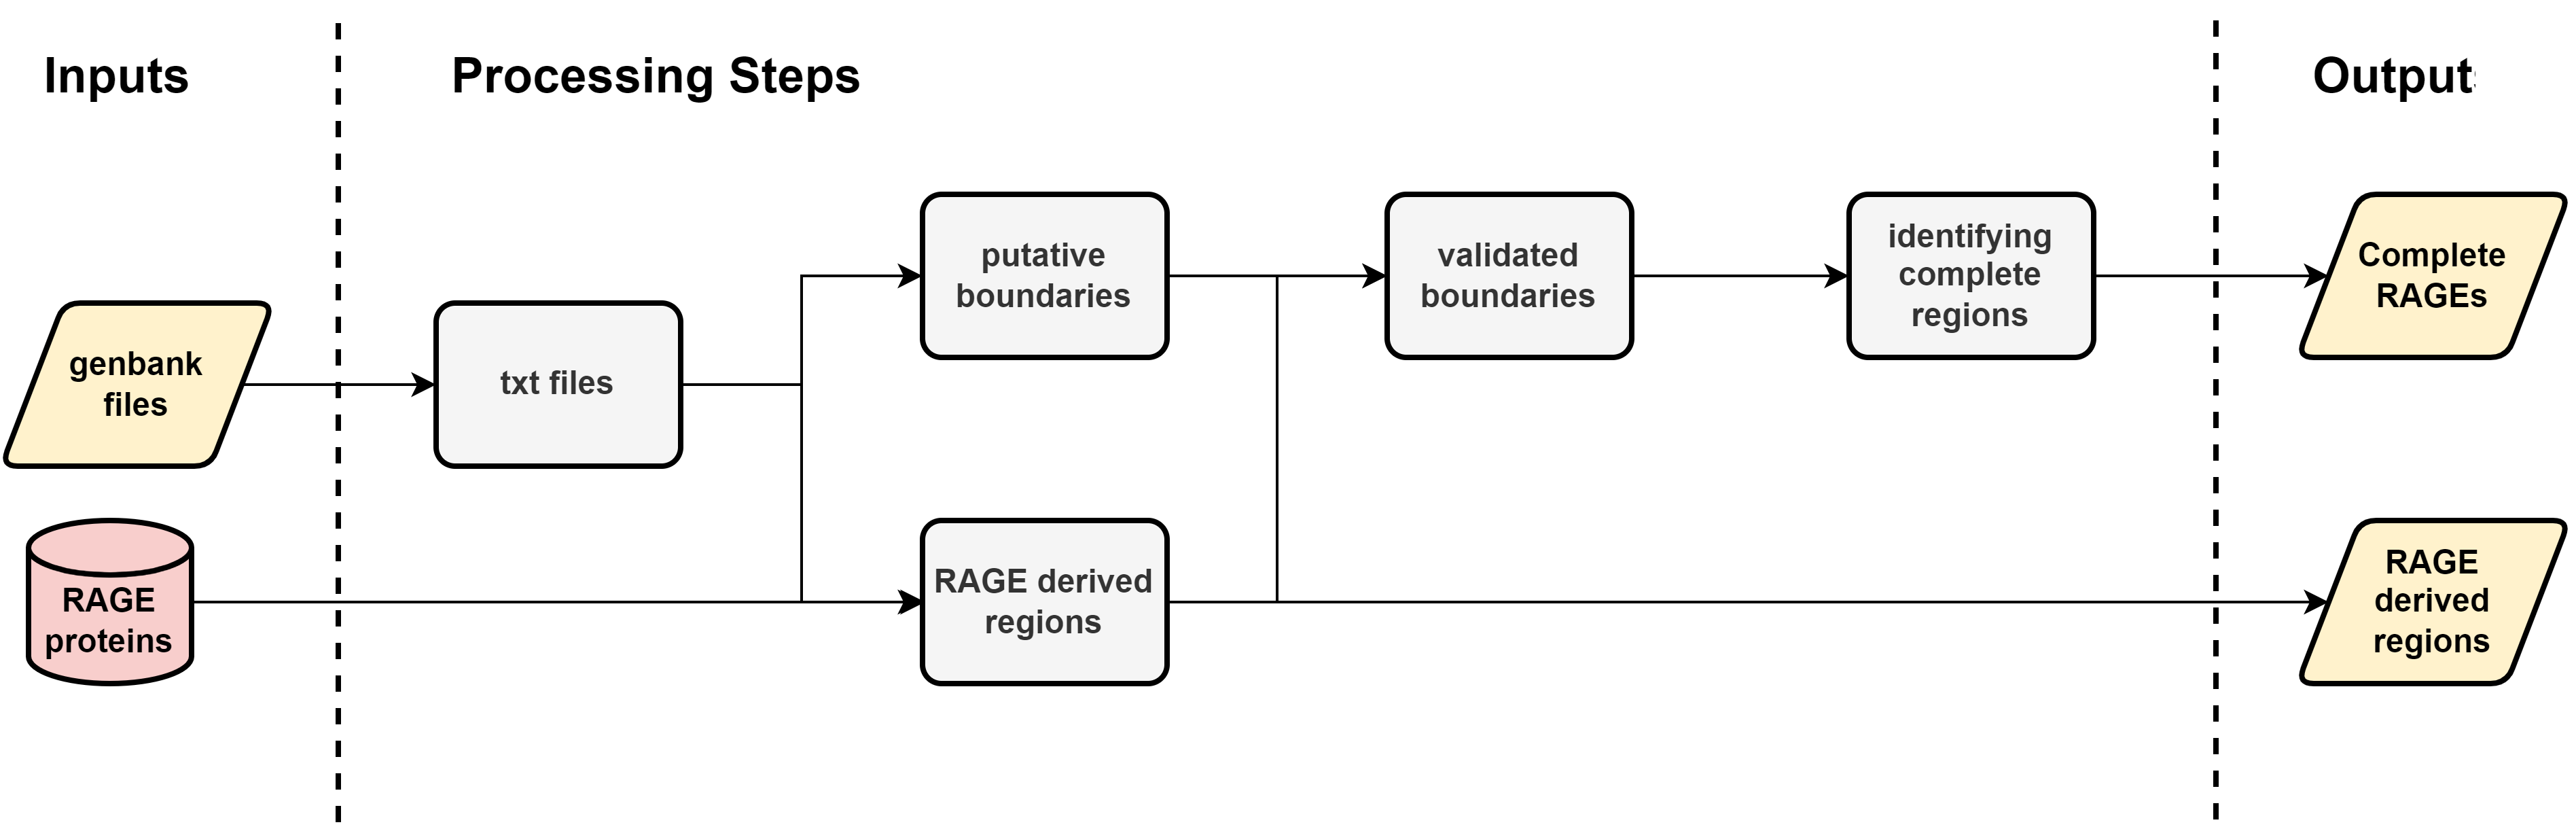 Inputs
Processing Steps
Outputs
genbank
files
RAGE
proteins
txt files
putative
boundaries
RAGE derived
regions
validated
boundaries
identifying
complete
regions
Complete
RAGEs
RAGE
derived
regions